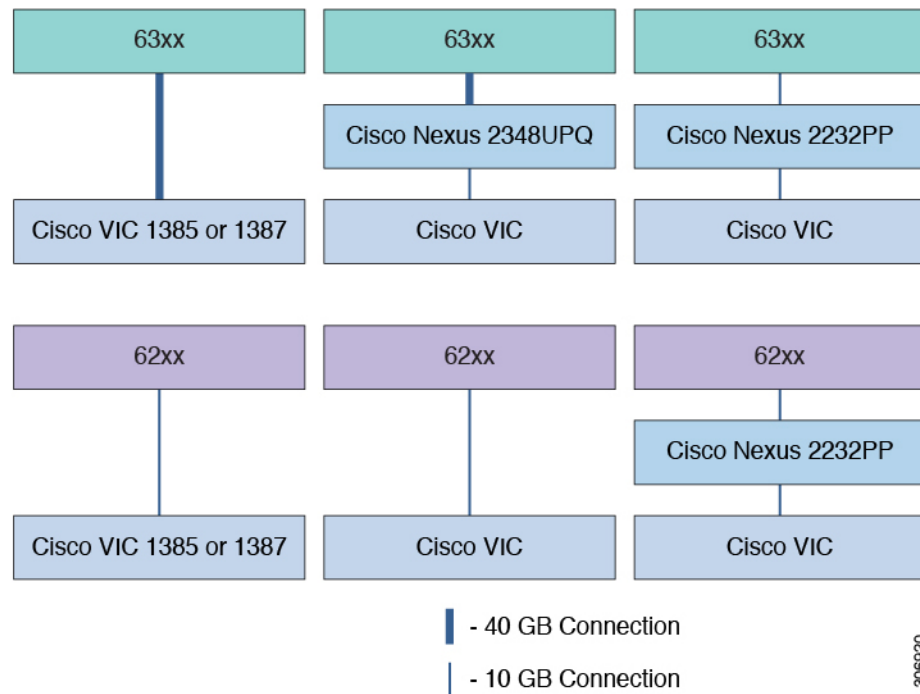 63xx
63xx
63xx
Cisco Nexus 2348UPQ
Cisco Nexus 2232PP
Cisco VIC 1385 or 1387
Cisco VIC
Cisco VIC
62xx
62xx
62xx
Cisco Nexus 2232PP
Cisco VIC 1385 or 1387
Cisco VIC
Cisco VIC
- 40 GB Connection
- 10 GB Connection